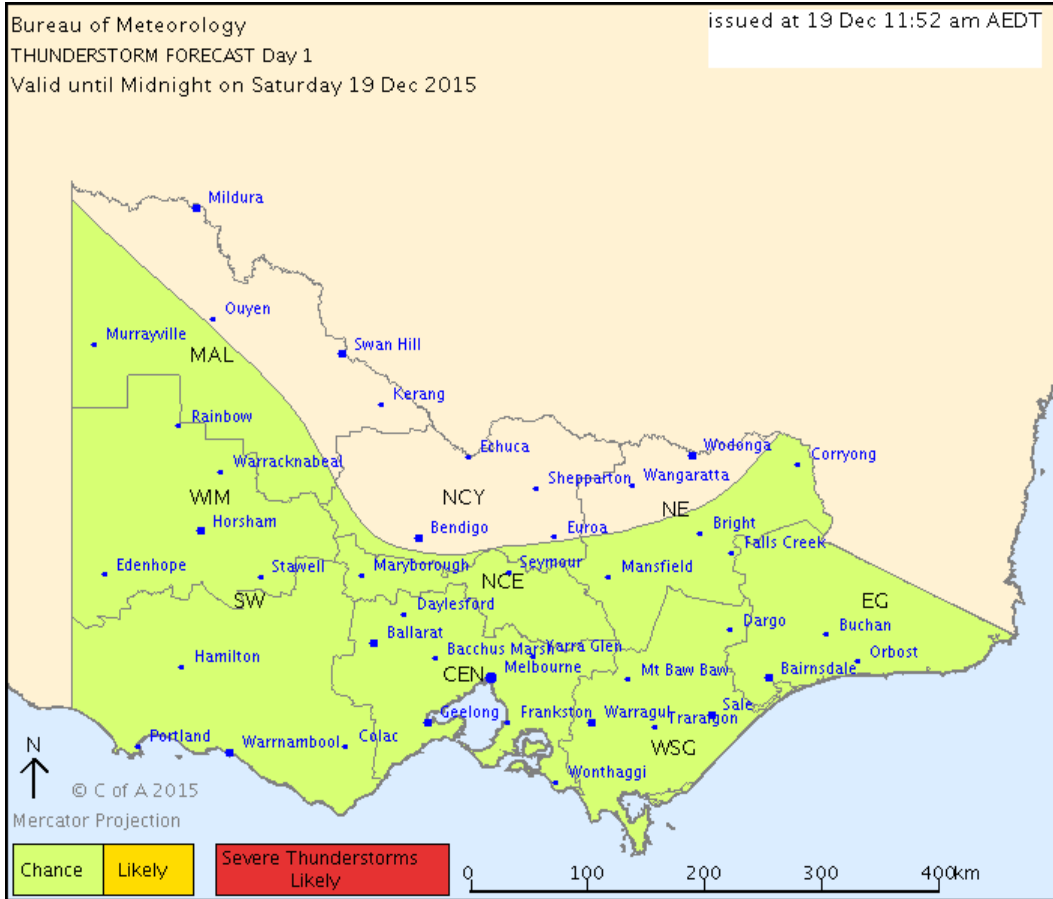 Bureau of Meteorology
issued at 19 Dec 11:52 am AEDT
THUNDERSTORM FORECAST Day 1
Valid until Midnight on Saturday 19 Dec 2015
Mildura
Ouyen
Murrayville
MAL
Swan Hill
Kerang
Rainbow
Echuca
Wodonga
Corryong
Warracknabeal
Shepparton
Wangaratta
WIM
NCY
NE
Horsham
Bendigo
Euroa
Bright
Falls Creek
Edenhope
Stawell
Maryborough
Seymour
Mansfield
NCE
SW
EG
Daylesford
Dargo
Buchan
Ballarat
Bacchus Marsh
Yarra Glen
Orbost
Hamilton
CEN
Melbourne
Mt Baw Baw
Bairnsdale
Geelong
Frankston
Warragul
Traralgon
Sale
Portland
Warrnambool
Colac
WSG
Wonthaggi
N
© C of A 2015
Mercator Projection
Chance
Likely
Severe Thunderstorms
Likely
0
100
200
300
400km